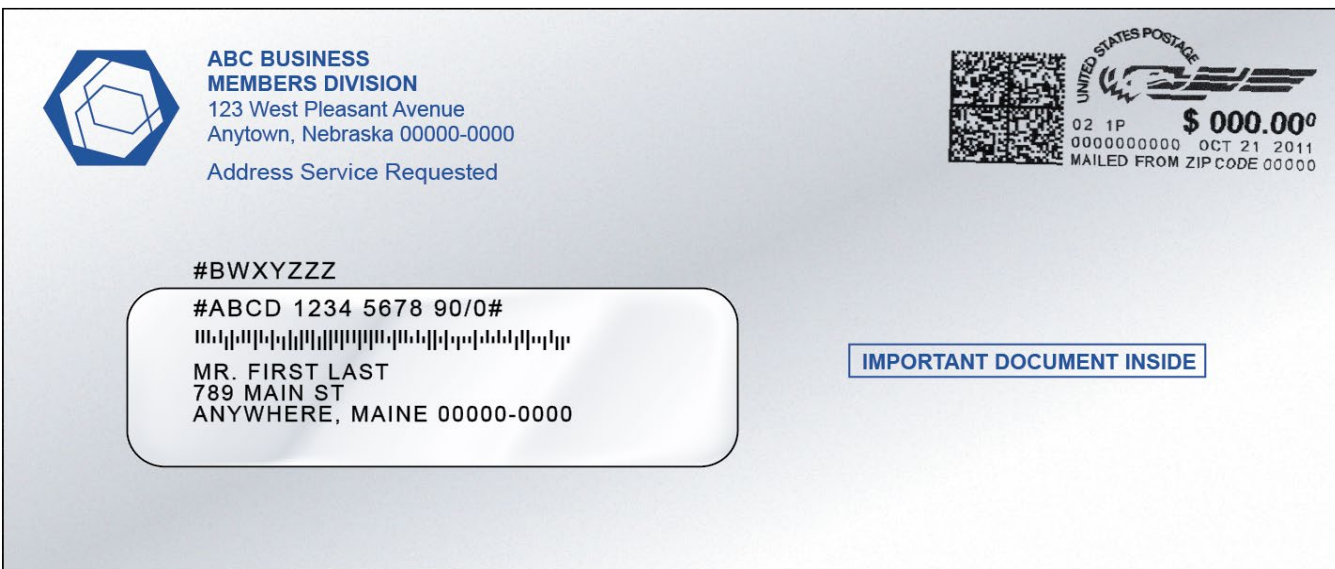 ABC BUSINESS
MEMBERS DIVISION
123 West Pleasant Avenue
Anytown, Nebraska 00000-0000
Address Service Requested
UNITED STATES POSTAGE
02 1P $ 000.00⁰
0000000000 OCT 21 2011
MAILED FROM ZIP CODE 00000
#BWXYZZZ
#ABCD 1234 5678 90/0#
MR. FIRST LAST
789 MAIN ST
ANYWHERE, MAINE 00000-0000
IMPORTANT DOCUMENT INSIDE